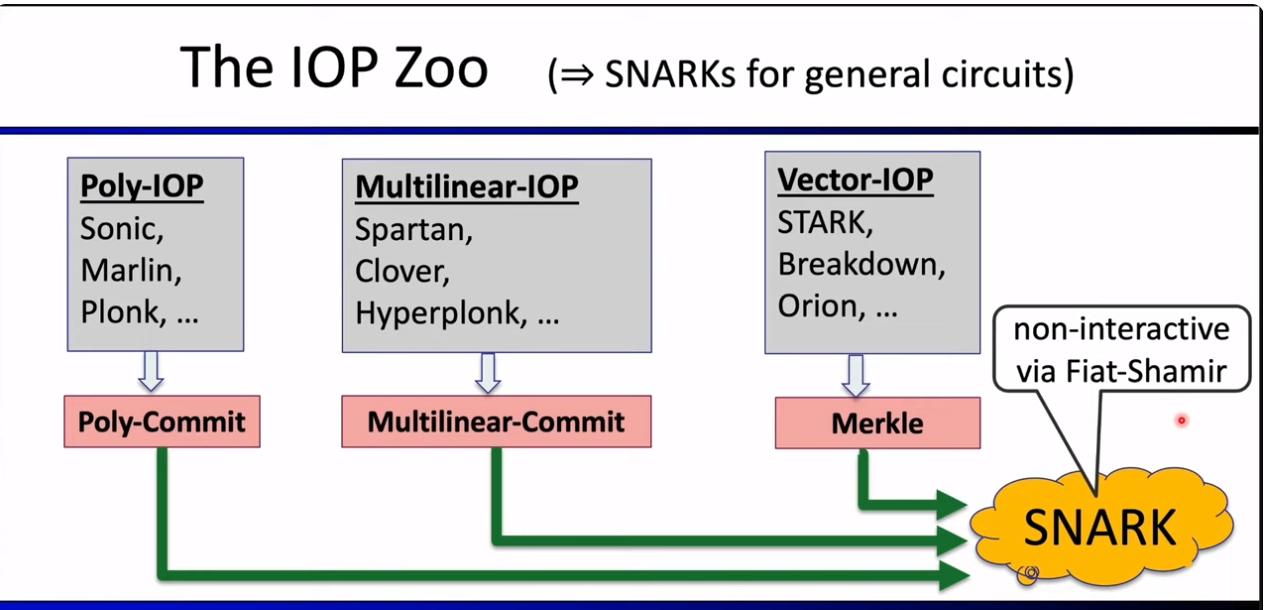 The IOP Zoo (⇒ SNARKs for general circuits)
Poly-IOP
Sonic,
Marlin,
Plonk, ...
Poly-Commit
Multilinear-IOP
Spartan,
Clover,
Hyperplonk, ...
Multilinear-Commit
Vector-IOP
STARK,
Breakdown,
Orion, ...
Merkle
non-interactive
via Fiat-Shamir
SNARK